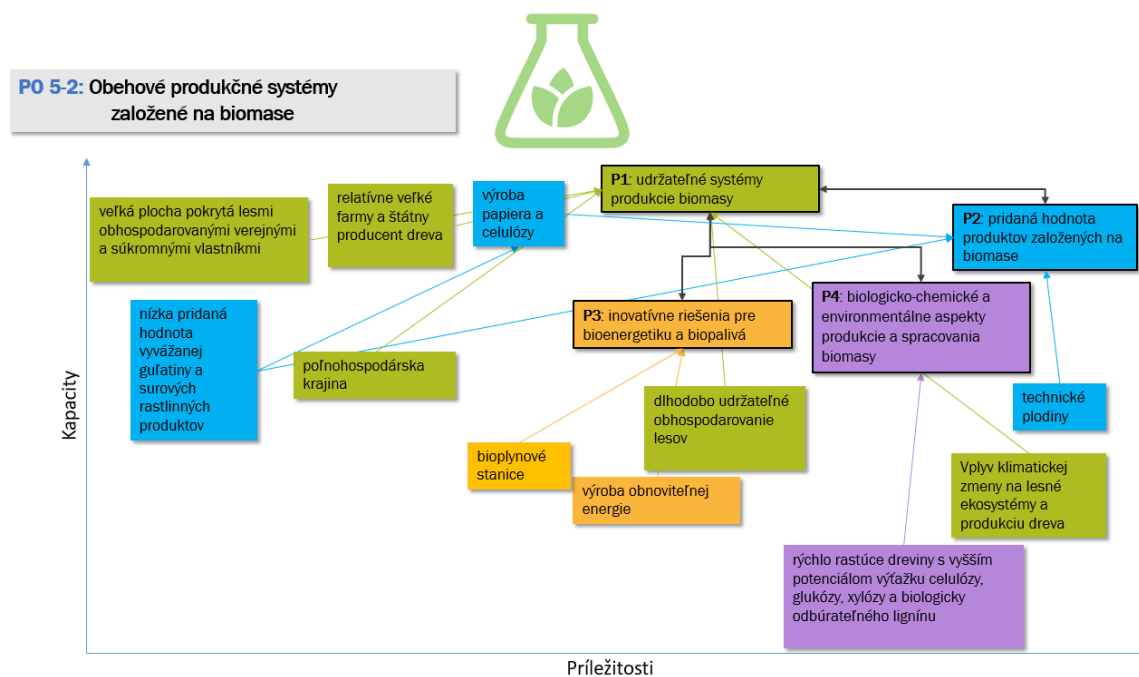 PO 5-2: Obehové produkčné systémy
založené na biomase
P1: udržateľné systémy
produkcie biomasy
relatívne veľké
farmy a štátny
producent dreva
výroba
papiera a
celulózy
veľká plocha pokrytá lesmi
obhospodarovanými verejnými
a súkromnými vlastníkmi
P2: pridaná hodnota
produktov založených na
biomase
nízka pridaná
hodnota
vyvážanej
guľatiny a
surových
rastlinných
produktov
P3: inovatívne riešenia pre
bioenergetiku a biopalivá
P4: biologicko-chemické a
environmentálne aspekty
produkcie a spracovania
biomasy
poľnohospodárska
krajina
dlhodobo udržateľné
obhospodarovanie
lesov
technické
plodiny
bioplynové
stanice
výroba obnoviteľnej
energie
Vplyv klimatickej
zmeny na lesné
ekosystémy a
produkciu dreva
rýchlo rastúce dreviny s vyšším
potenciálom výťažku celulózy,
glukózy, xylózy a biologicky
odbúrateľného lignínu
Kapacity
Príležitosti